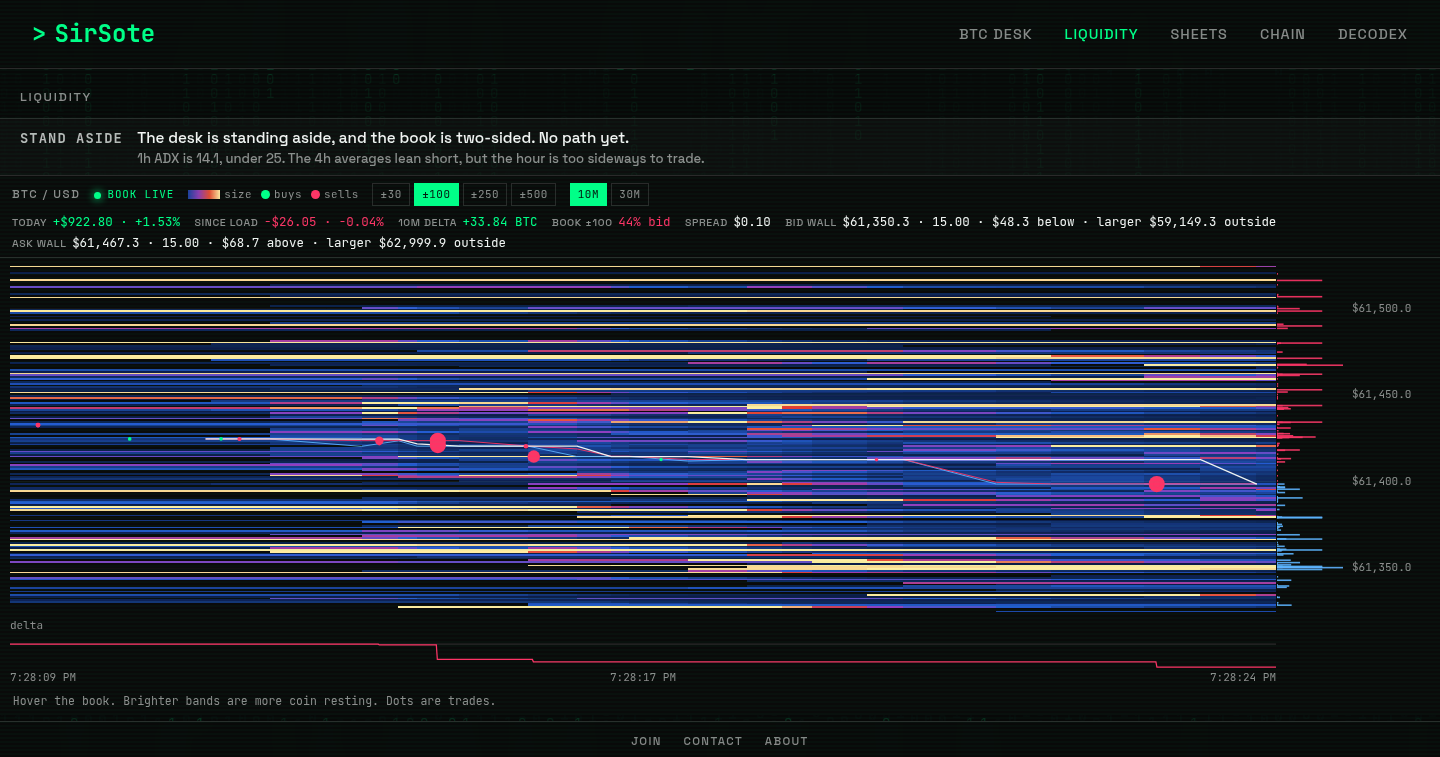 > SirSote
BTC DESK LIQUIDITY SHEETS CHAIN DECODEX
LIQUIDITY
STAND ASIDE The desk is standing aside, and the book is two-sided. No path yet.
1h ADX is 14.1, under 25. The 4h averages lean short, but the hour is too sideways to trade.
BTC / USD BOOK LIVE size buys sells ±30 ±100 ±250 ±500 10M 30M
TODAY +$922.80 · +1.53% SINCE LOAD -$26.05 · -0.04% 10M DELTA +33.84 BTC BOOK ±100 44% bid SPREAD $0.10 BID WALL $61,350.3 · 15.00 · $48.3 below · larger $59,149.3 outside
ASK WALL $61,467.3 · 15.00 · $68.7 above · larger $62,999.9 outside
$61,500.0
$61,450.0
$61,400.0
$61,350.0
delta
7:28:09 PM 7:28:17 PM 7:28:24 PM
Hover the book. Brighter bands are more coin resting. Dots are trades.
JOIN CONTACT ABOUT